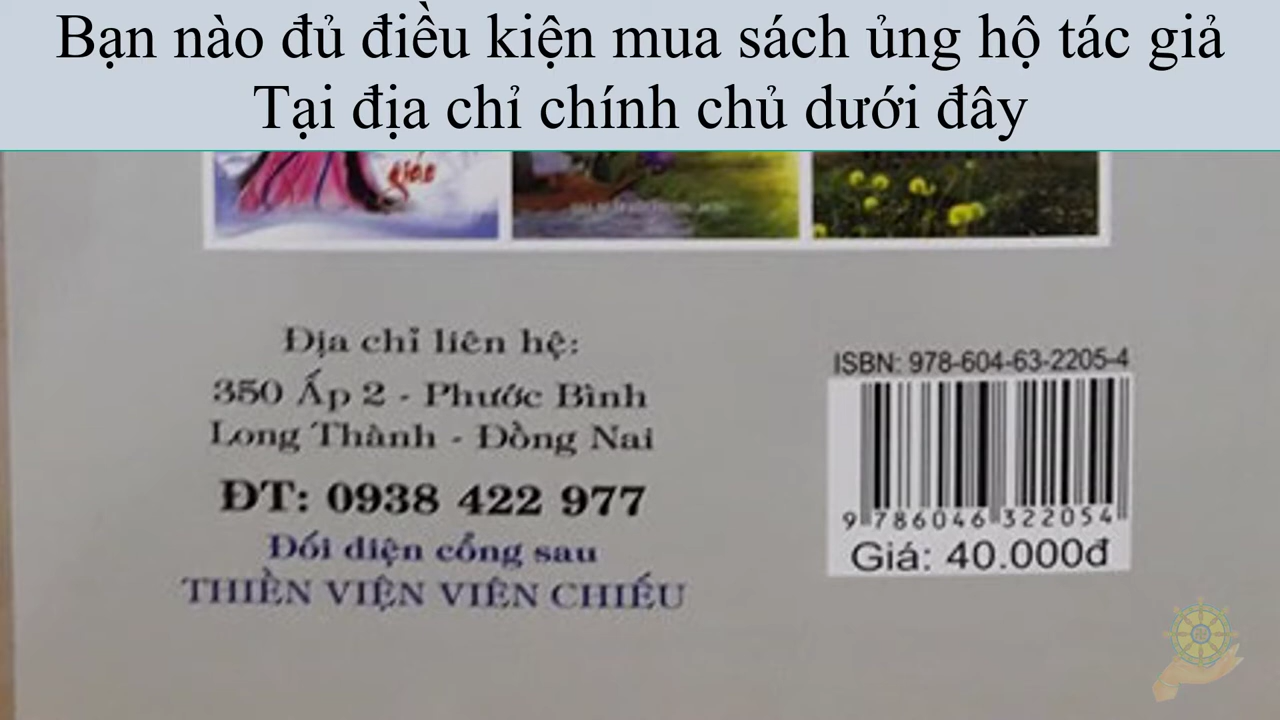 Bạn nào đủ điều kiện mua sách ủng hộ tác giả
Tại địa chỉ chính chủ dưới đây
giác
Địa chỉ liên hệ:
350 Ấp 2 - Phước Bình
Long Thành - Đồng Nai
ĐT: 0938 422 977
Đối diện cổng sau
THIỀN VIỆN VIÊN CHIẾU
ISBN: 978-604-63-2205-4
9 786046 322054
Giá: 40.000đ